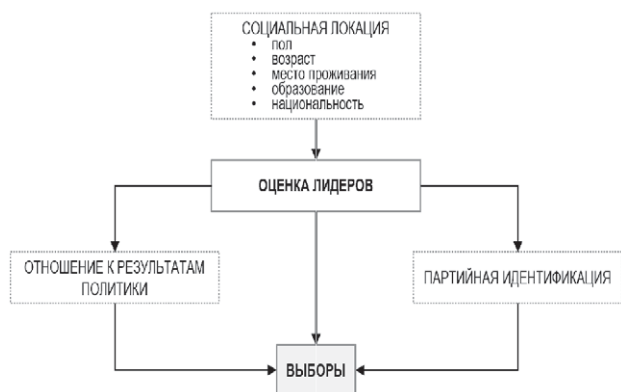 СОЦИАЛЬНАЯ ЛОКАЦИЯ
• пол
• возраст
• место проживания
• образование
• национальность
ОЦЕНКА ЛИДЕРОВ
ОТНОШЕНИЕ К РЕЗУЛЬТАТАМ
ПОЛИТИКИ
ПАРТИЙНАЯ ИДЕНТИФИКАЦИЯ
ВЫБОРЫ